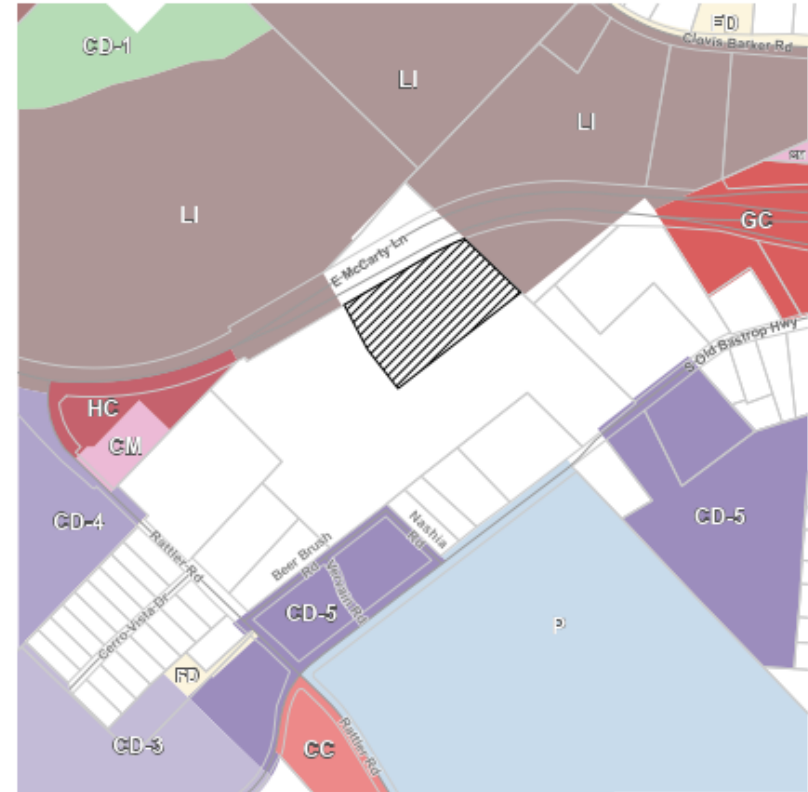 FD
Clovis Barker Rd
CD-1
LI
LI
LI
GC
E McCarty Ln
S Old Bastrop Hwy
HC
CM
CD-4
CD-5
Rattler Rd
Nashia
Rd
Beer Brush
Rd
CD-5
Cerro Vista Dr
P
FD
CD-3
CC
Rattler Rd